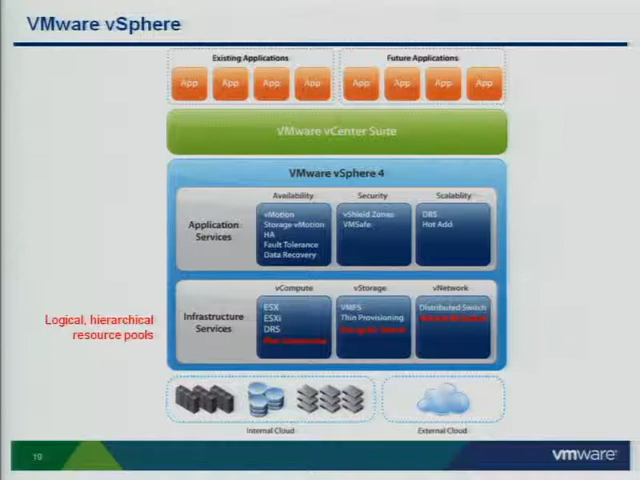 VMware vSphere
Existing Applications
Future Applications
App App App App
App App App App
VMware vCenter Suite
VMware vSphere 4
Availability
Security
Scalablity
Application
Services
vMotion
Storage vMotion
HA
Fault Tolerance
Data Recovery
vShield Zones
VMSafe
DRS
Hot Add
vCompute
vStorage
vNetwork
Logical, hierarchical
resource pools
Infrastructure
Services
ESX
ESXi
DRS
VMFS
Thin Provisioning
Distributed Switch
Internal Cloud
External Cloud
19
vmware